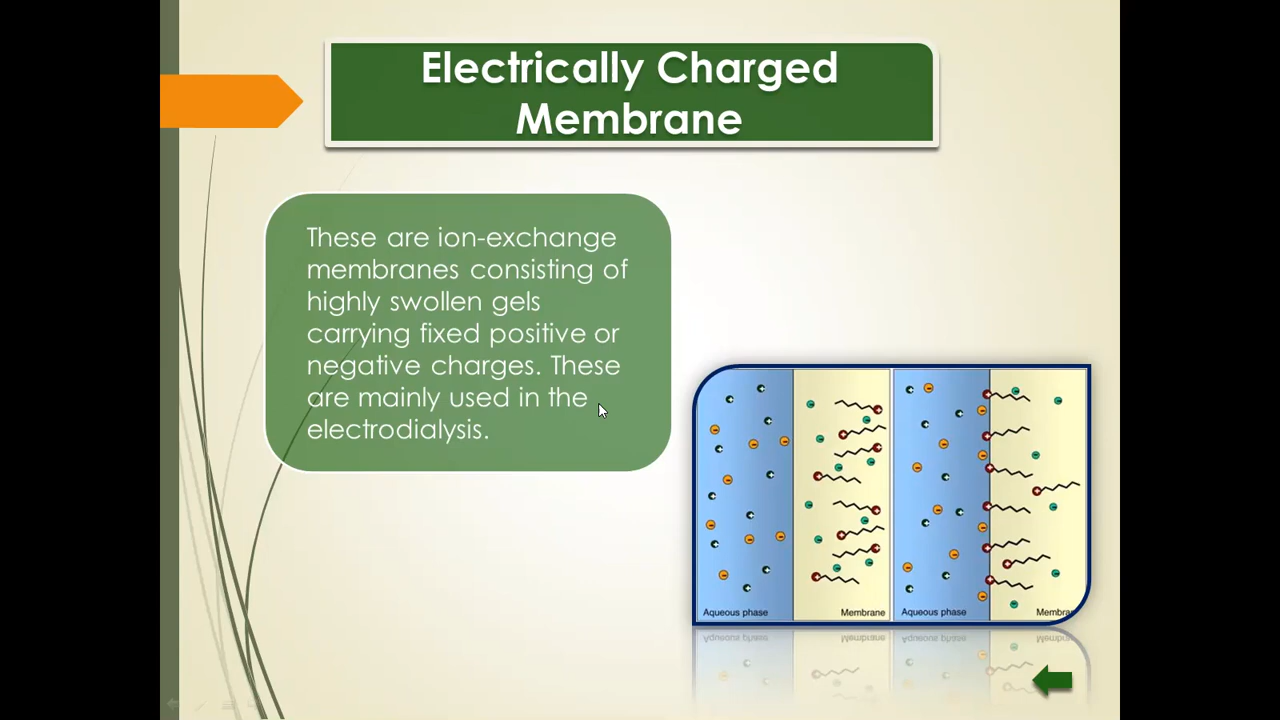 Electrically Charged
Membrane
These are ion-exchange
membranes consisting of
highly swollen gels
carrying fixed positive or
negative charges. These
are mainly used in the
electrodialysis.
Aqueous phase
Membrane
Aqueous phase
Membra